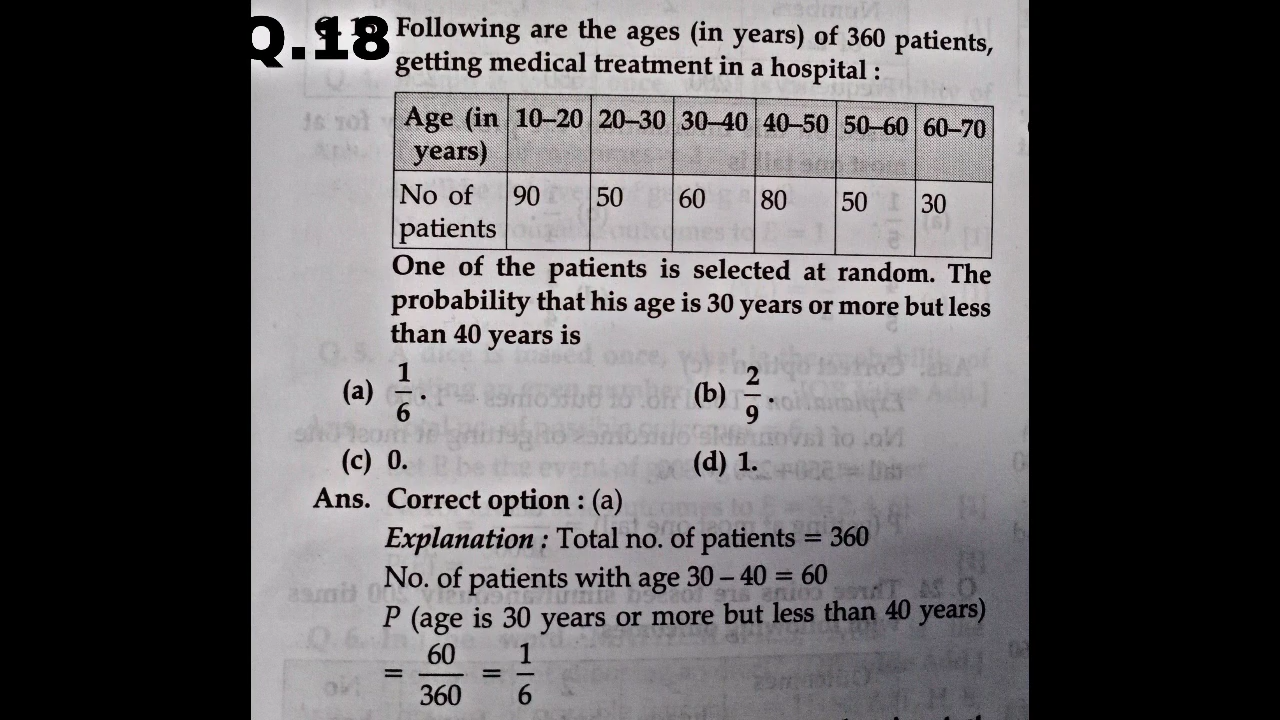 Q.18 Following are the ages (in years) of 360 patients,
getting medical treatment in a hospital :
Age (in years) 10–20 20–30 30–40 40–50 50–60 60–70
No of patients 90 50 60 80 50 30
One of the patients is selected at random. The
probability that his age is 30 years or more but less
than 40 years is
(a) 1/6. (b) 2/9.
(c) 0. (d) 1.
Ans. Correct option : (a)
Explanation : Total no. of patients = 360
No. of patients with age 30 – 40 = 60
P (age is 30 years or more but less than 40 years)
= 60/360 = 1/6